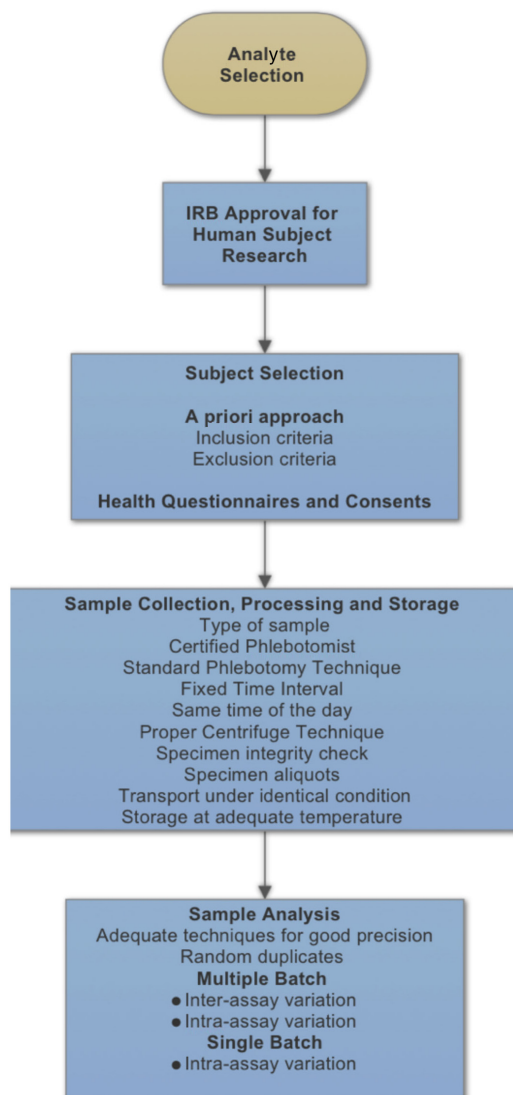 Analyte
Selection
IRB Approval for
Human Subject
Research
Subject Selection
A priori approach
Inclusion criteria
Exclusion criteria
Health Questionnaires and Consents
Sample Collection, Processing and Storage
Type of sample
Certified Phlebotomist
Standard Phlebotomy Technique
Fixed Time Interval
Same time of the day
Proper Centrifuge Technique
Specimen integrity check
Specimen aliquots
Transport under identical condition
Storage at adequate temperature
Sample Analysis
Adequate techniques for good precision
Random duplicates
Multiple Batch
● Inter-assay variation
● Intra-assay variation
Single Batch
● Intra-assay variation